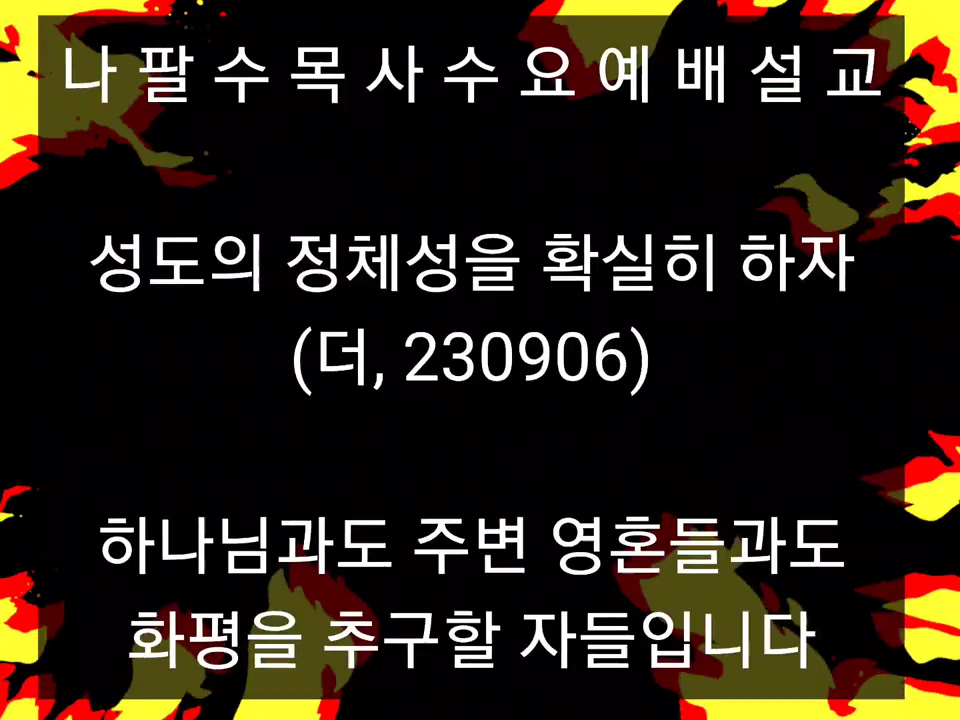 나 팔 수 목 사 수 요 예 배 설 교
성도의 정체성을 확실히 하자
(더, 230906)
하나님과도 주변 영혼들과도
화평을 추구할 자들입니다